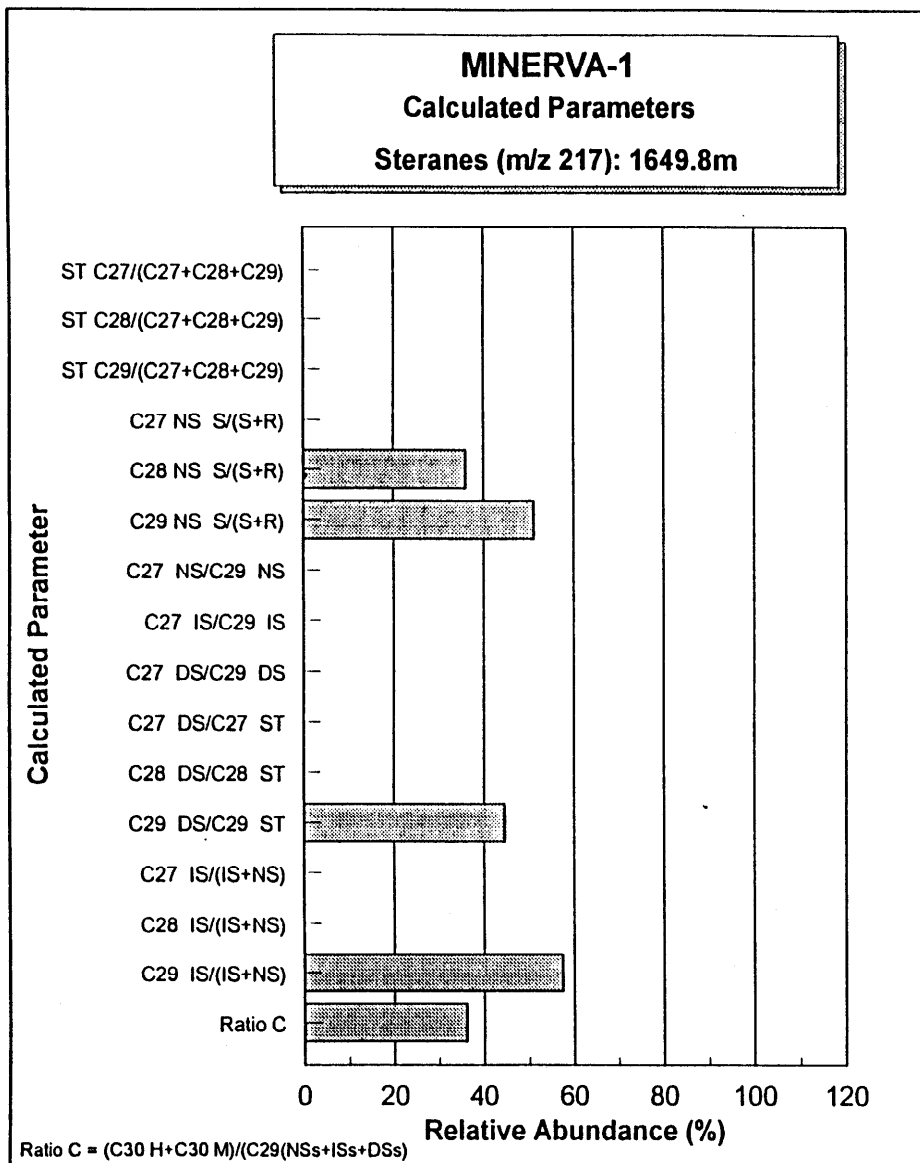 MINERVA-1
Calculated Parameters
Steranes (m/z 217): 1649.8m
Calculated Parameter
ST C27/(C27+C28+C29)
ST C28/(C27+C28+C29)
ST C29/(C27+C28+C29)
C27 NS S/(S+R)
C28 NS S/(S+R)
C29 NS S/(S+R)
C27 NS/C29 NS
C27 IS/C29 IS
C27 DS/C29 DS
C27 DS/C27 ST
C28 DS/C28 ST
C29 DS/C29 ST
C27 IS/(IS+NS)
C28 IS/(IS+NS)
C29 IS/(IS+NS)
Ratio C
0 20 40 60 80 100 120
Relative Abundance (%)
Ratio C = (C30 H+C30 M)/(C29(NSs+ISs+DSs)